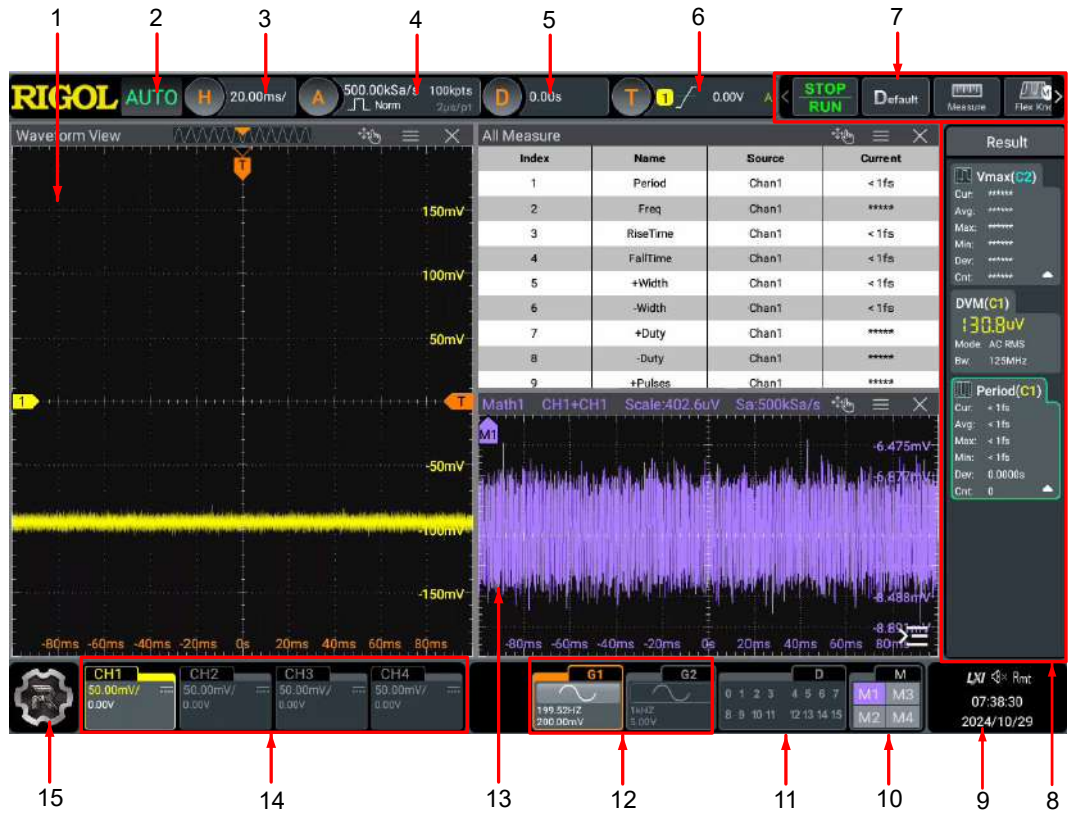 1 2 3 4 5 6 7
RIGOL AUTO H 20.00ms/ A 500.00kSa/s 100kpts Norm 2μs/pt D 0.00s T 1 0.00V A STOP RUN Default Measure
Waveform View
T
150mV
100mV
50mV
1 T
-50mV
-100mV
-150mV
-80ms -60ms -40ms -20ms 0s 20ms 40ms 60ms 80ms
All Measure
Index Name Source Current
1 Period Chan1 <1fs
2 Freq Chan1 *****
3 RiseTime Chan1 <1fs
4 FallTime Chan1 <1fs
5 +Width Chan1 <1fs
6 -Width Chan1 <1fs
7 +Duty Chan1 *****
8 -Duty Chan1 *****
9 +Pulses Chan1 *****
Math1 CH1+CH1 Scale:402.6uV Sa:500kSa/s
M1
-6.475mV
-6.877mV
-8.488mV
-80ms -60ms -40ms -20ms 0s 20ms 40ms 60ms 80ms
Result
Vmax(C2)
Cur: ******
Avg: ******
Max: ******
Min: ******
Dev: ******
Cnt: ******
DVM(C1)
130.8uV
Mode: AC RMS
Bw: 125MHz
Period(C1)
Cur: <1fs
Avg: <1fs
Max: <1fs
Min: <1fs
Dev: 0.0000s
Cnt: 0
CH1
50.00mV/
0.00V
CH2
50.00mV/
0.00V
CH3
50.00mV/
0.00V
CH4
50.00mV/
0.00V
G1
199.52HZ
200.00mV
G2
1kHZ
5.00V
D
0 1 2 3 4 5 6 7
8 9 10 11 12 13 14 15
M
M1 M3
M2 M4
LXI Rmt
07:38:30
2024/10/29
15 14 13 12 11 10 9 8